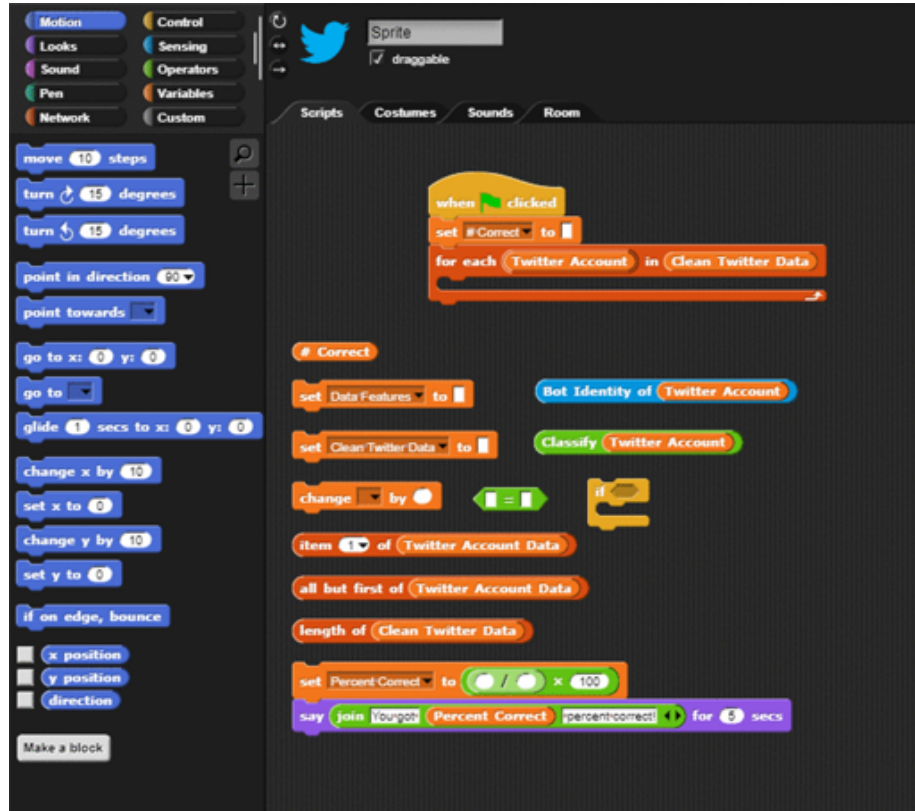 Motion Control
Looks Sensing
Sound Operators
Pen Variables
Network Custom
Sprite
draggable
Scripts Costumes Sounds Room
move 10 steps
turn 15 degrees
turn 15 degrees
point in direction 90
point towards
go to x: 0 y: 0
go to
glide 1 secs to x: 0 y: 0
change x by 10
set x to 0
change y by 10
set y to 0
if on edge, bounce
x position
y position
direction
Make a block
when clicked
set # Correct to
for each Twitter Account in Clean Twitter Data
# Correct
set Data Features to
Bot Identity of Twitter Account
set Clean Twitter Data to
Classify Twitter Account
change by
=
if
item 1 of Twitter Account Data
all but first of Twitter Account Data
length of Clean Twitter Data
set Percent Correct to / × 100
say join You got Percent Correct percent correct! for 5 secs